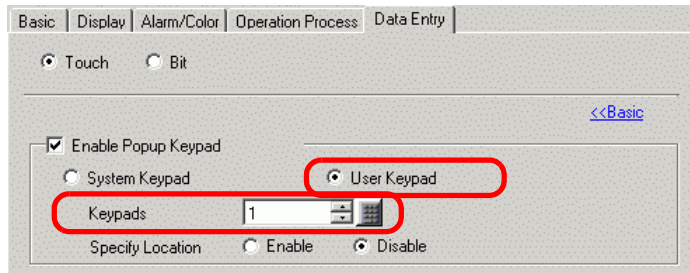 Basic Display Alarm/Color Operation Process Data Entry
Touch Bit
<<Basic
Enable Popup Keypad
System Keypad User Keypad
Keypads 1
Specify Location Enable Disable